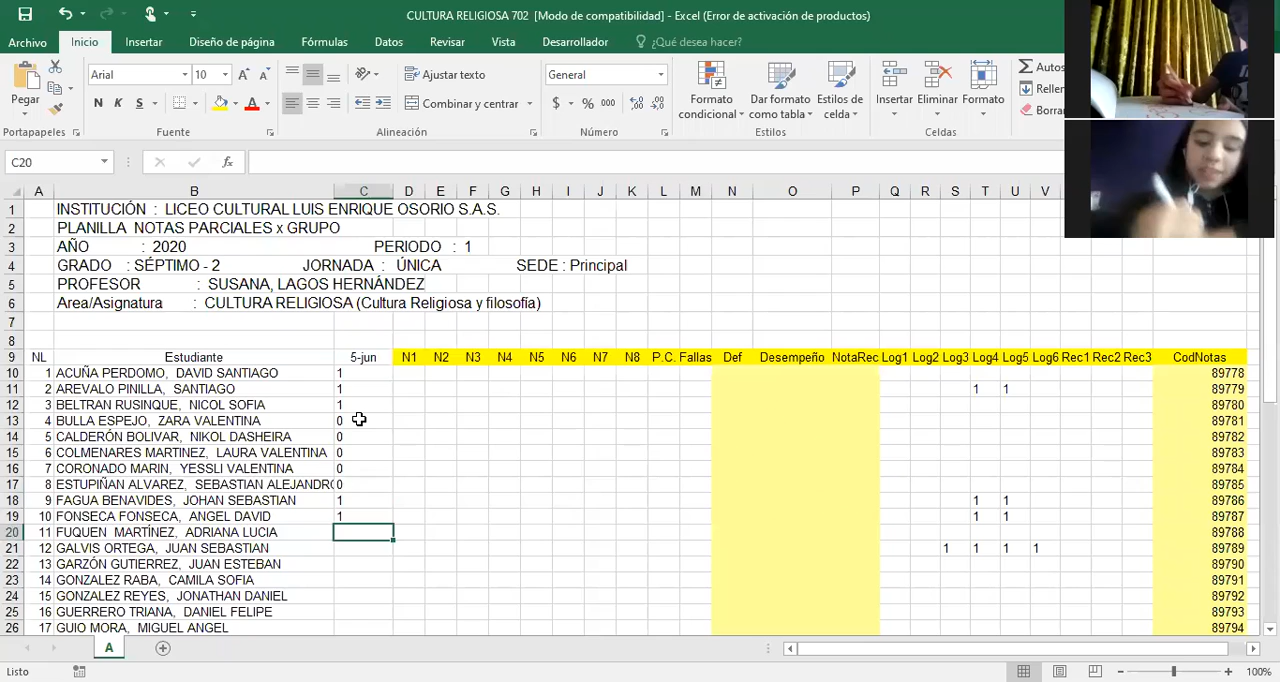 CULTURA RELIGIOSA 702 [Modo de compatibilidad] - Excel (Error de activación de productos)
Archivo Inicio Insertar Diseño de página Fórmulas Datos Revisar Vista Desarrollador ¿Qué desea hacer?
Pegar Arial 10 Ajustar texto General Formato condicional Dar formato como tabla Estilos de celda Insertar Eliminar Formato Autos
Rellen
N K S Combinar y centrar $ % 000 Borra
Portapapeles Fuente Alineación Número Estilos Celdas
C20 fx
A B C D E F G H I J K L M N O P Q R S T U V W X Y Z
1 INSTITUCIÓN : LICEO CULTURAL LUIS ENRIQUE OSORIO S.A.S.
2 PLANILLA NOTAS PARCIALES x GRUPO
3 AÑO : 2020 PERIODO : 1
4 GRADO : SÉPTIMO - 2 JORNADA : ÚNICA SEDE : Principal
5 PROFESOR : SUSANA, LAGOS HERNÁNDEZ
6 Area/Asignatura : CULTURA RELIGIOSA (Cultura Religiosa y filosofía)
7
8
9 NL Estudiante 5-jun N1 N2 N3 N4 N5 N6 N7 N8 P.C. Fallas Def Desempeño NotaRec Log1 Log2 Log3 Log4 Log5 Log6 Rec1 Rec2 Rec3 CodNotas
10 1 ACUÑA PERDOMO, DAVID SANTIAGO 1 89778
11 2 AREVALO PINILLA, SANTIAGO 1 1 1 89779
12 3 BELTRAN RUSINQUE, NICOL SOFIA 1 89780
13 4 BULLA ESPEJO, ZARA VALENTINA 0 89781
14 5 CALDERÓN BOLIVAR, NIKOL DASHEIRA 0 89782
15 6 COLMENARES MARTINEZ, LAURA VALENTINA 0 89783
16 7 CORONADO MARIN, YESSLI VALENTINA 0 89784
17 8 ESTUPIÑAN ALVAREZ, SEBASTIAN ALEJANDRO 0 89785
18 9 FAGUA BENAVIDES, JOHAN SEBASTIAN 1 1 1 89786
19 10 FONSECA FONSECA, ANGEL DAVID 1 1 1 89787
20 11 FUQUEN MARTÍNEZ, ADRIANA LUCIA 89788
21 12 GALVIS ORTEGA, JUAN SEBASTIAN 1 1 1 1 89789
22 13 GARZÓN GUTIERREZ, JUAN ESTEBAN 89790
23 14 GONZALEZ RABA, CAMILA SOFIA 89791
24 15 GONZALEZ REYES, JONATHAN DANIEL 89792
25 16 GUERRERO TRIANA, DANIEL FELIPE 89793
26 17 GUIO MORA, MIGUEL ANGEL 89794
A
Listo 100%